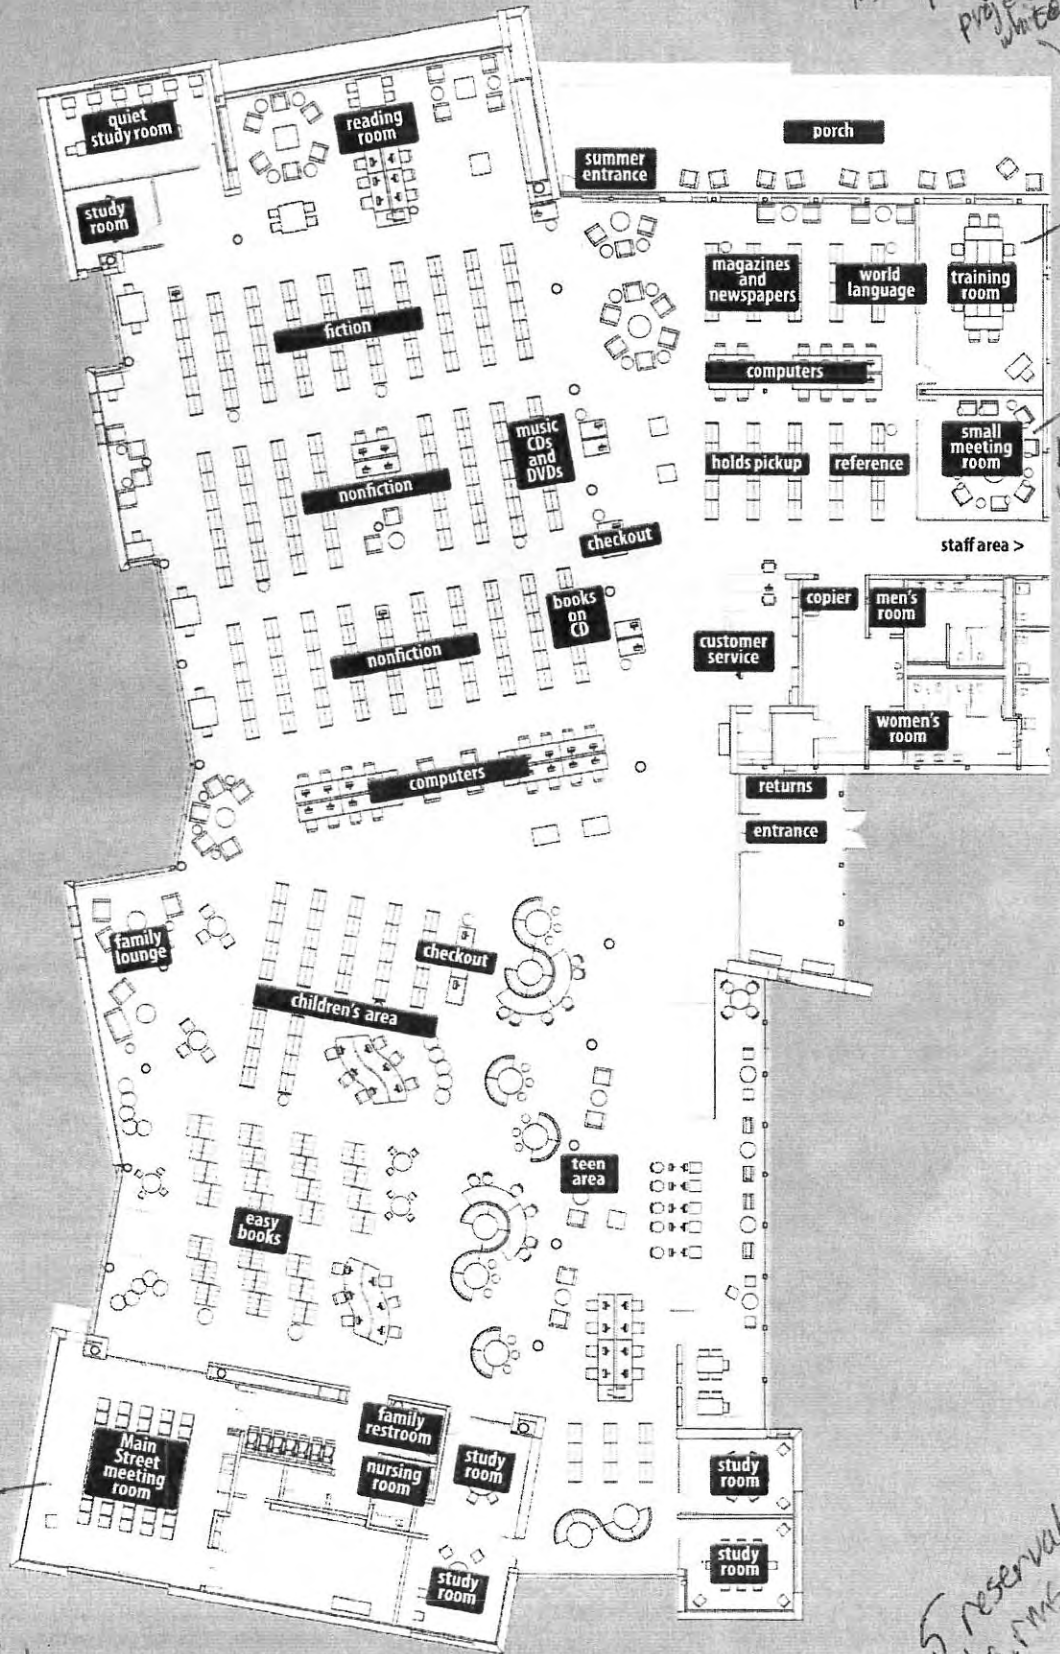 quiet
study room
reading
room
porch
summer
entrance
study
room
magazines
and
newspapers
world
language
training
room
fiction
computers
music
CDs
and
DVDs
small
meeting
room
nonfiction
holds pickup
reference
checkout
staff area >
books
on
CD
copier
men's
room
nonfiction
customer
service
women's
room
computers
returns
entrance
family
lounge
checkout
children's area
teen
area
easy
books
family
restroom
Main
Street
meeting
room
nursing
room
study
room
study
room
study
room
study
room
5